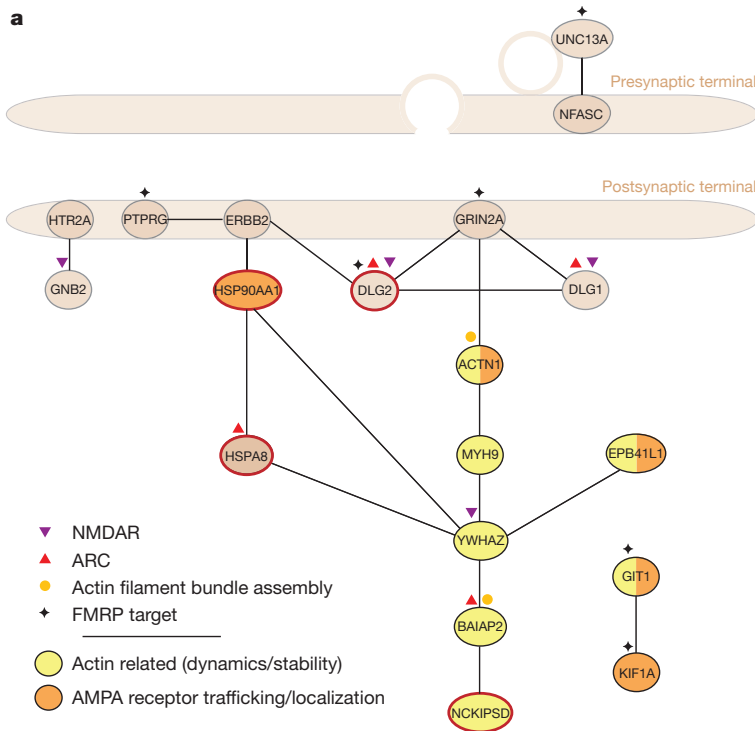 a
UNC13A
Presynaptic terminal
NFASC
Postsynaptic terminal
HTR2A
PTPRG
ERBB2
GRIN2A
GNB2
HSP90AA1
DLG2
DLG1
ACTN1
HSPA8
MYH9
EPB41L1
NMDAR
YWHAZ
ARC
Actin filament bundle assembly
GIT1
FMRP target
BAIAP2
Actin related (dynamics/stability)
KIF1A
AMPA receptor trafficking/localization
NCKIPSD